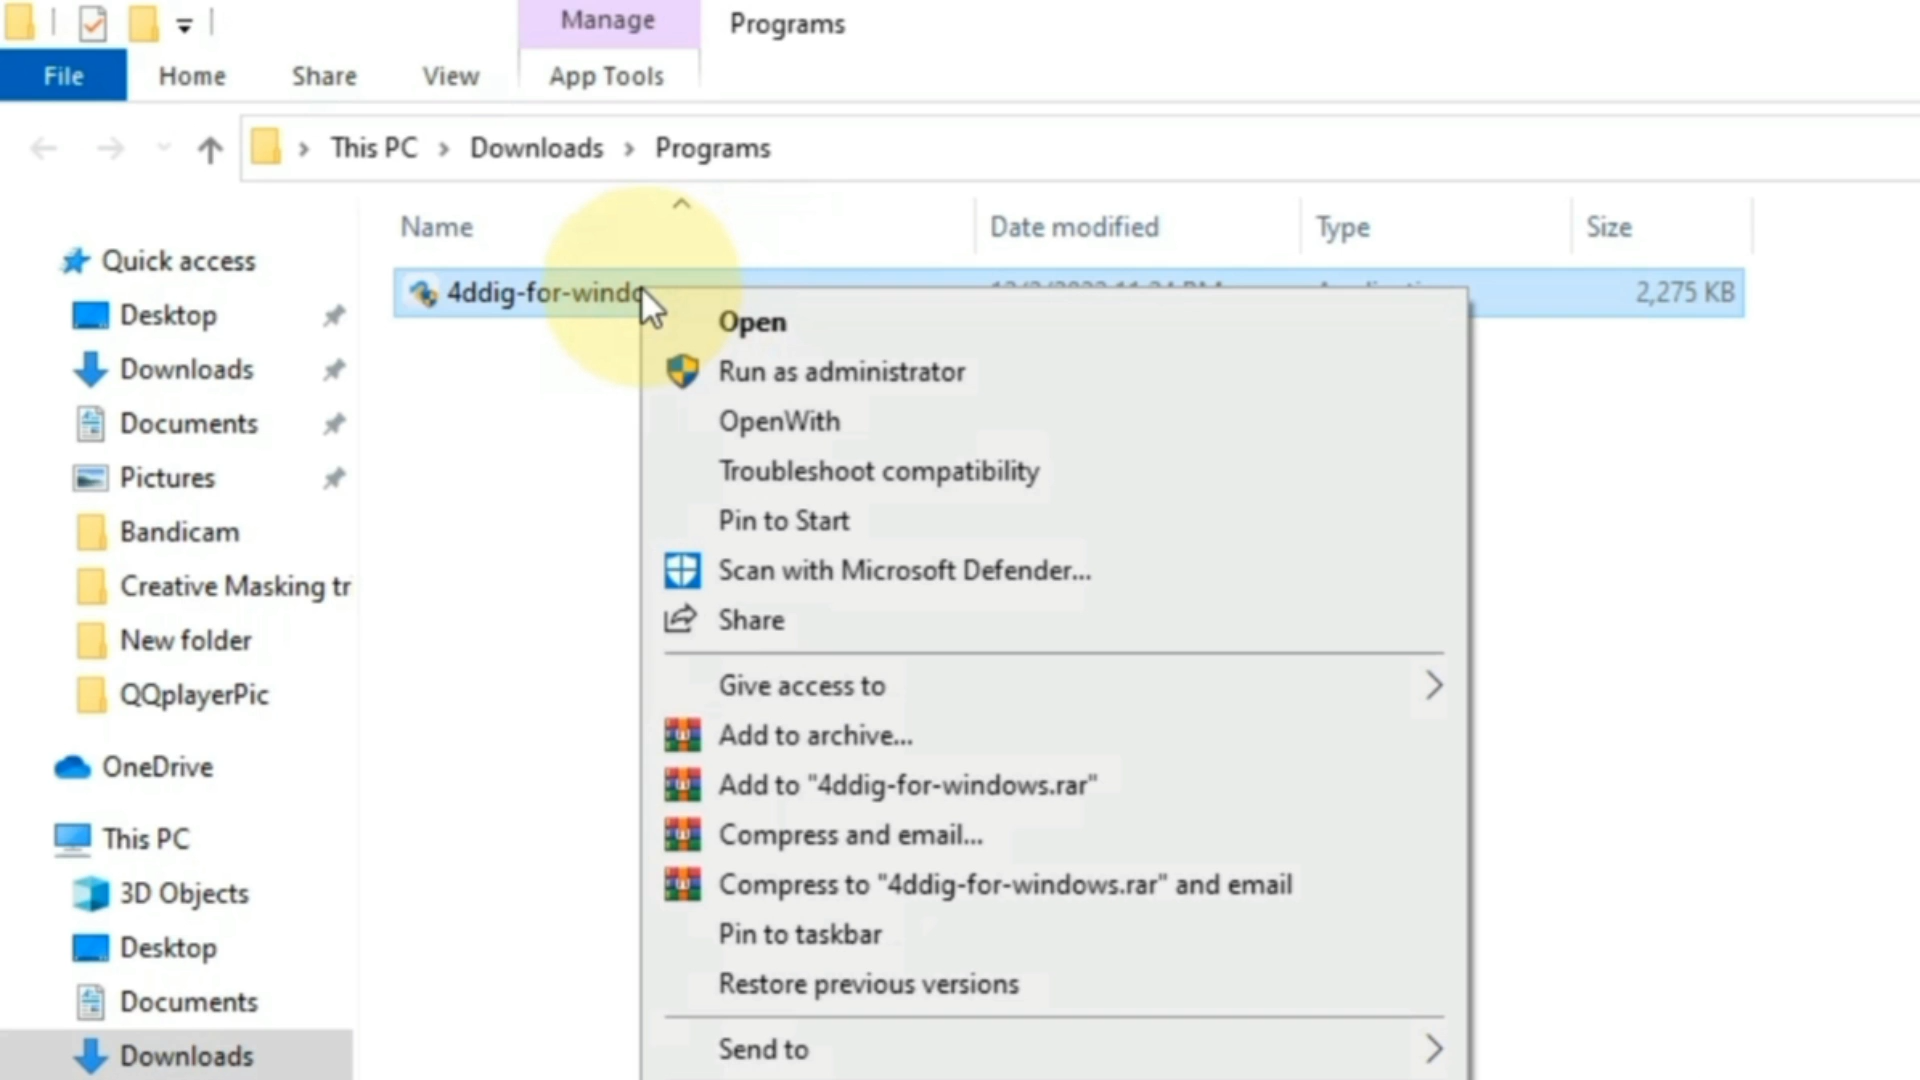 Manage
Programs
File
Home
Share
View
App Tools
This PC
Downloads
Programs
Name
Date modified
Type
Size
Quick access
Desktop
Downloads
Documents
Pictures
Bandicam
Creative Masking tr
New folder
QQplayerPic
OneDrive
This PC
3D Objects
Desktop
Documents
Downloads
4ddig-for-windo
2,275 KB
Open
Run as administrator
OpenWith
Troubleshoot compatibility
Pin to Start
Scan with Microsoft Defender...
Share
Give access to
Add to archive...
Add to "4ddig-for-windows.rar"
Compress and email...
Compress to "4ddig-for-windows.rar" and email
Pin to taskbar
Restore previous versions
Send to